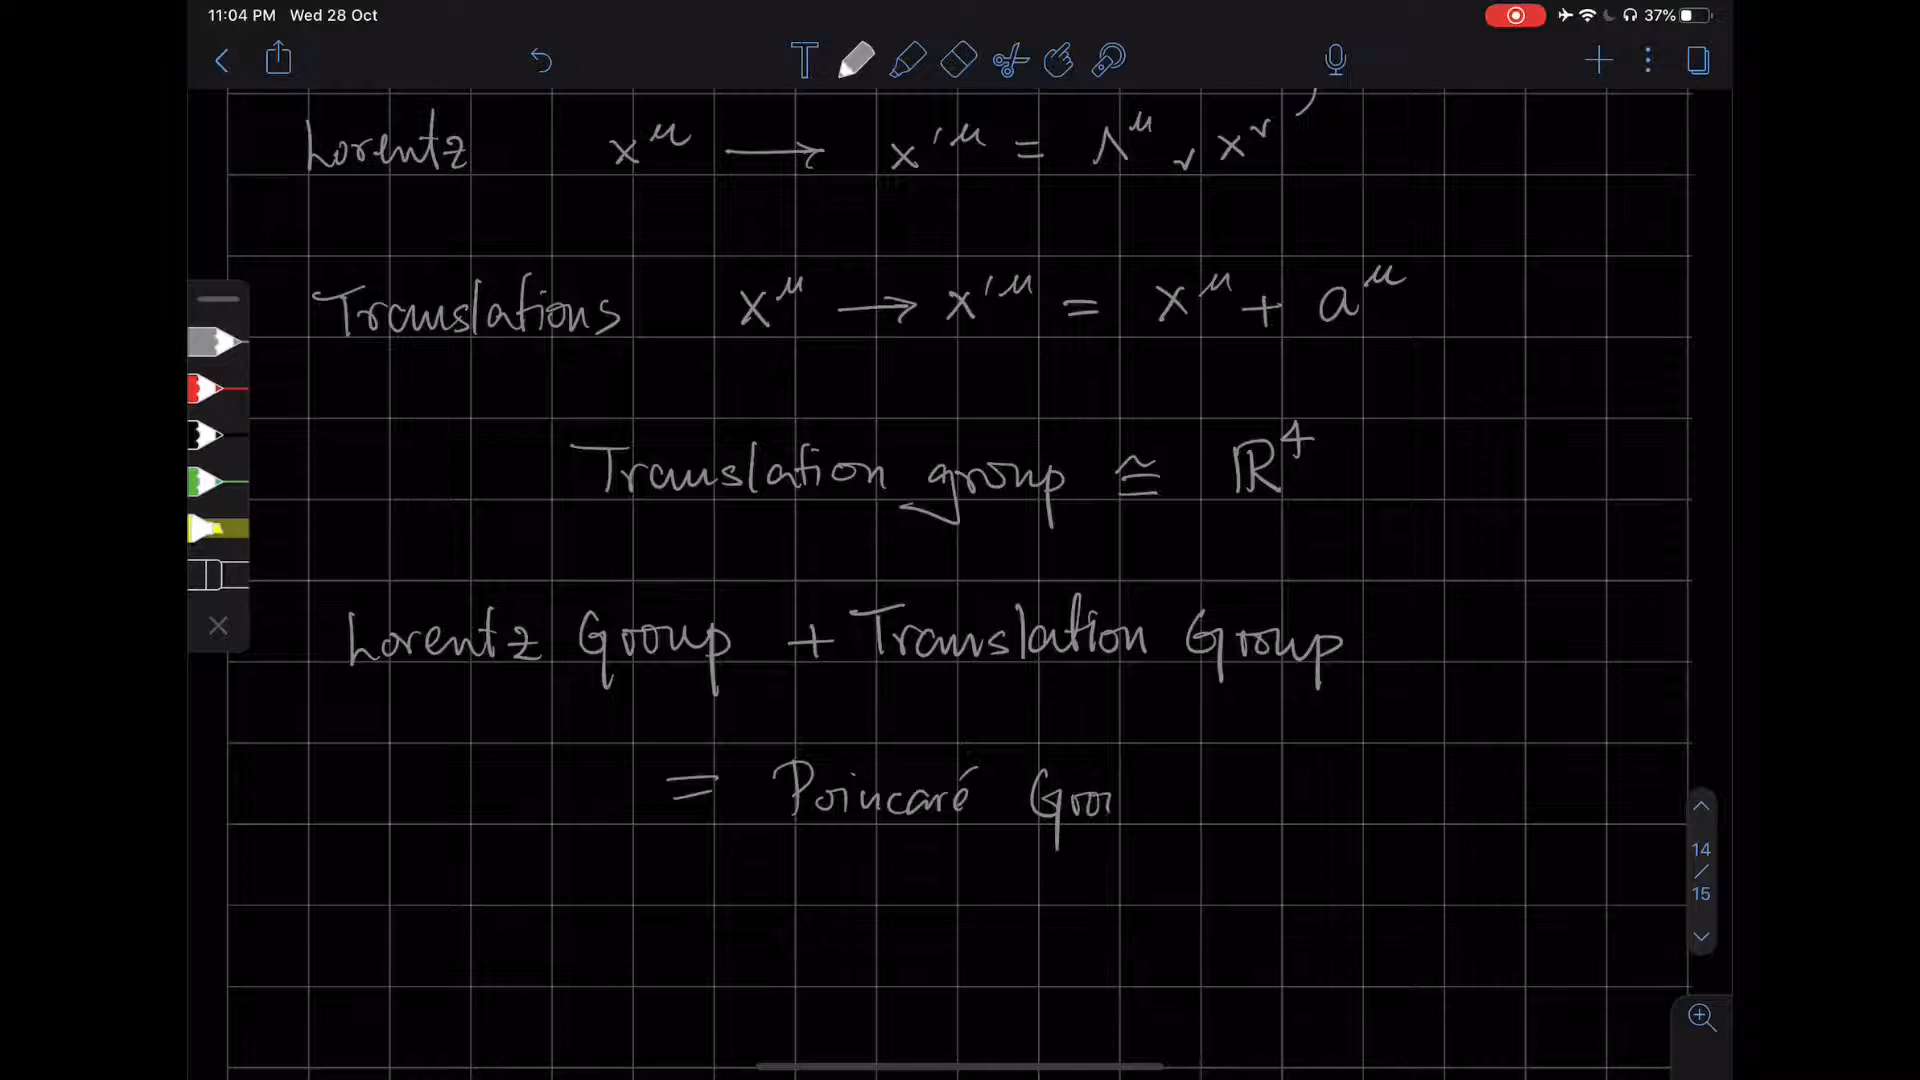 11:04 PM Wed 28 Oct 37%
T
Lorentz x^μ → x'^μ = Λ^μ_ν x^ν
Translations x^μ → x'^μ = x^μ + a^μ
Translation group ≅ ℝ^4
Lorentz Group + Translation Group
= Poincaré Grou
14
/
15